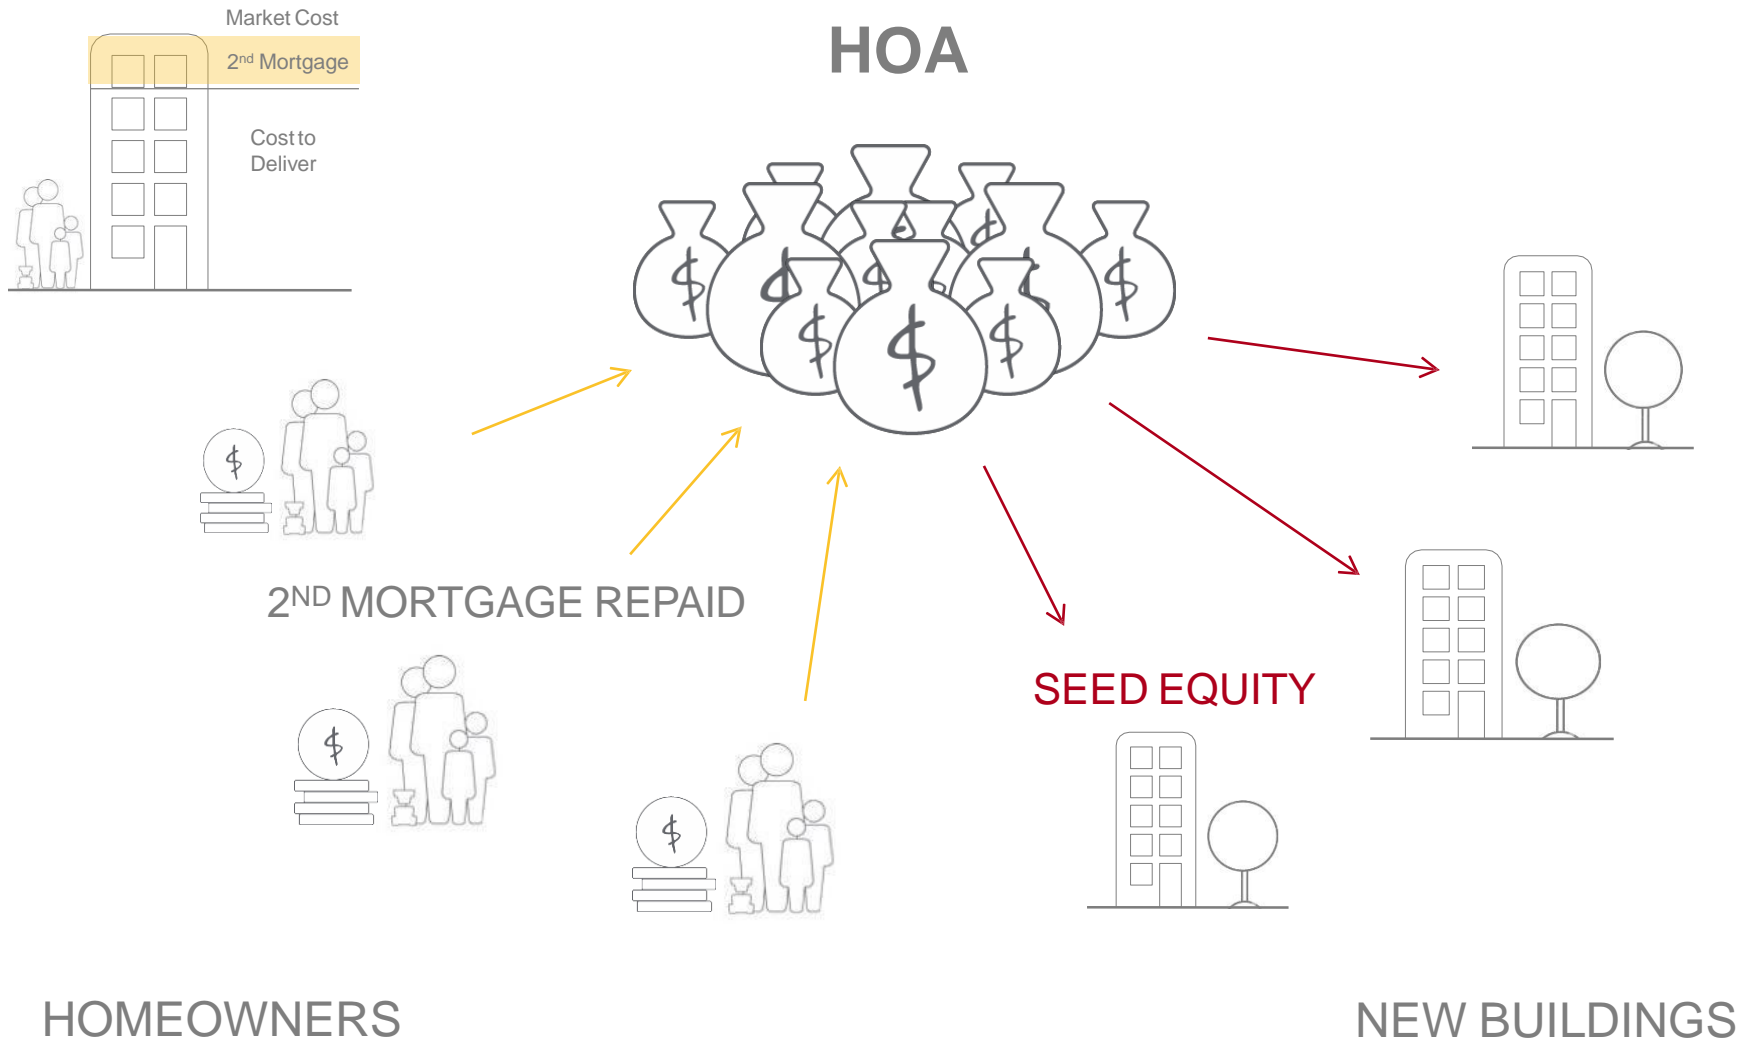 Market Cost
2nd Mortgage
Cost to
Deliver
HOA
$ $ $ $ $ $ $
$
$
2ND MORTGAGE REPAID
SEED EQUITY
$
$
HOMEOWNERS
NEW BUILDINGS